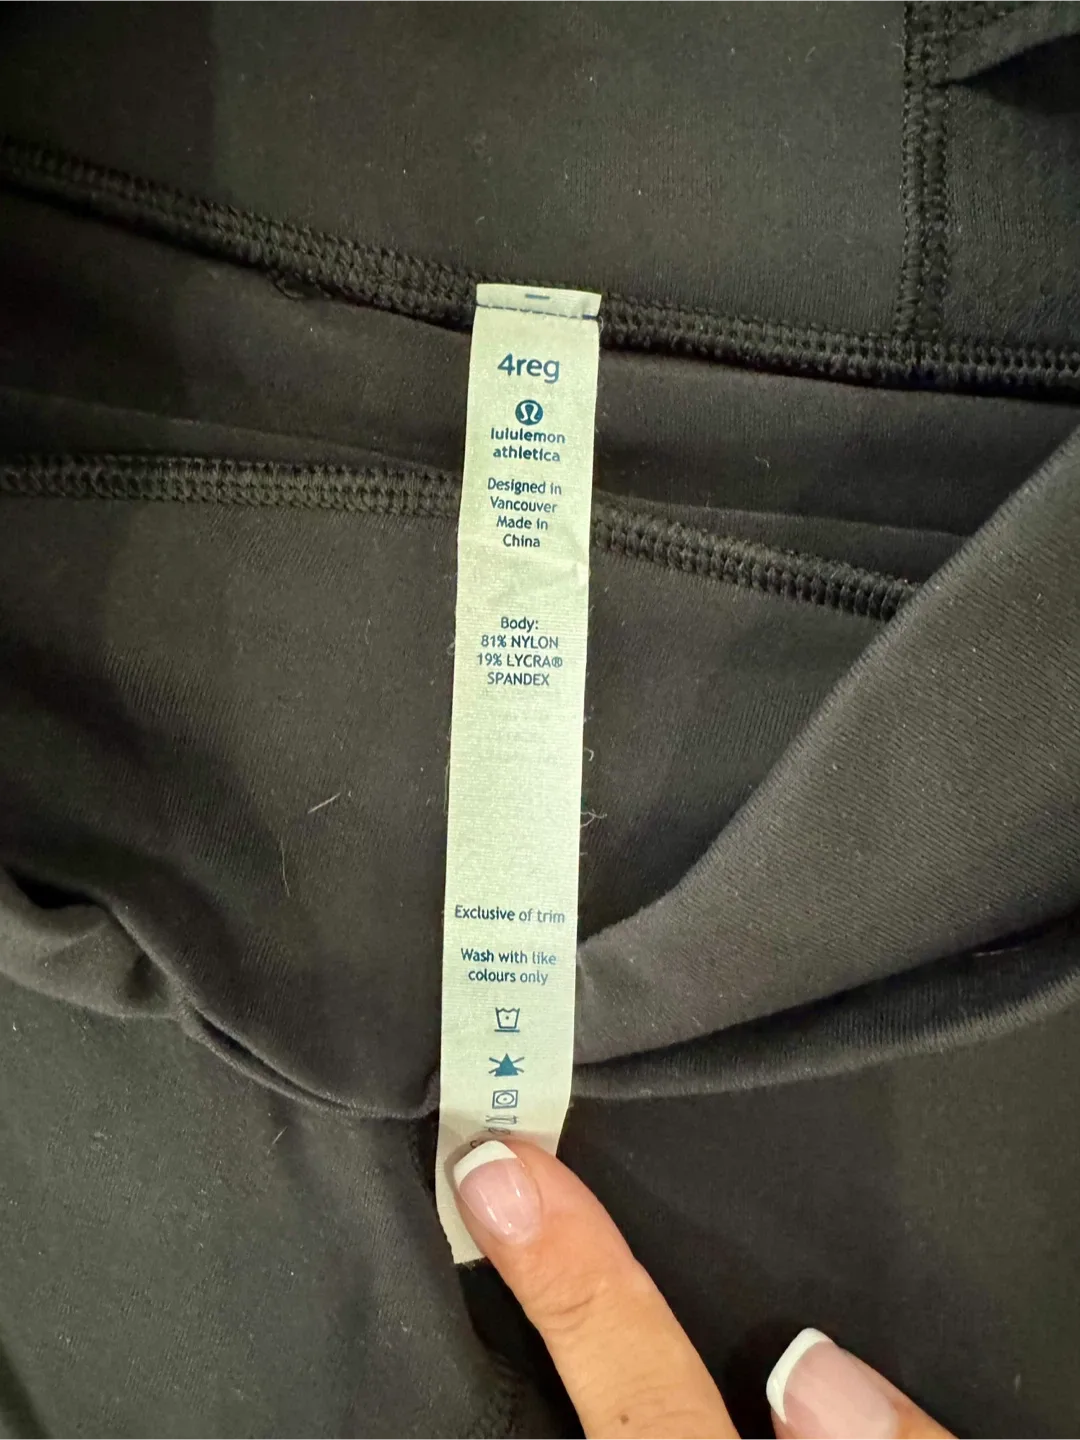 4reg
lululemon
athletica
Designed in
Vancouver
Made in
China
Body:
81% NYLON
19% LYCRA®
SPANDEX
Exclusive of trim
Wash with like
colours only